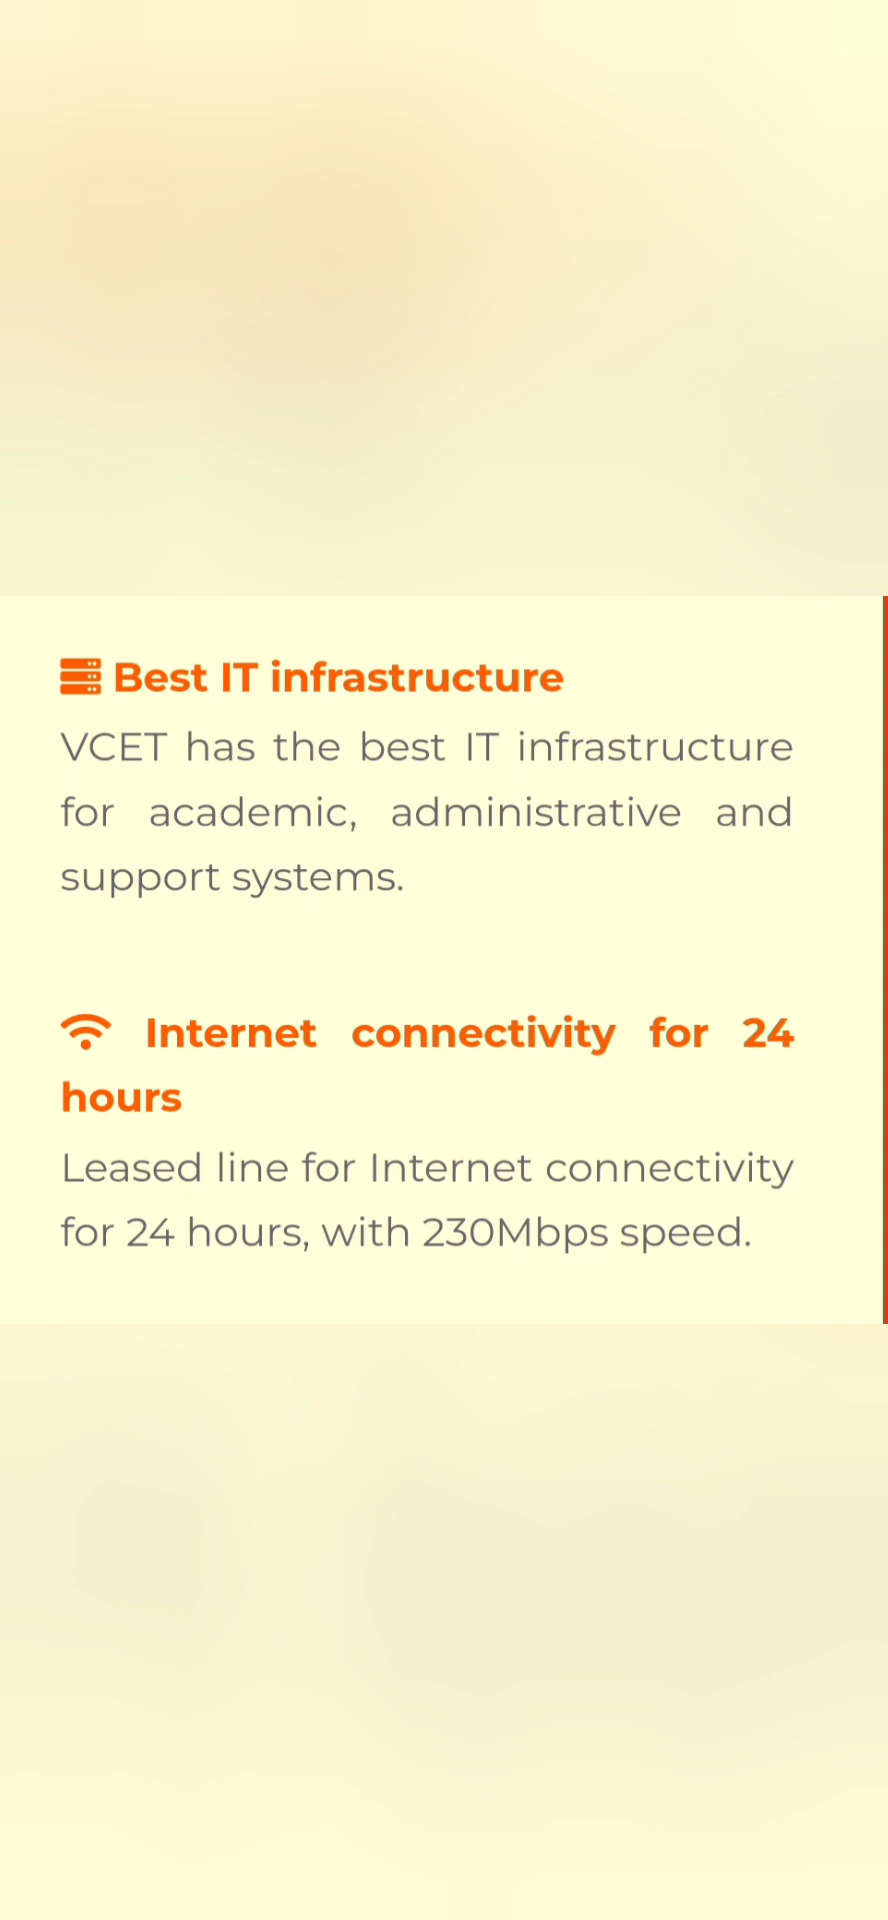 Best IT infrastructure
VCET has the best IT infrastructure
for academic, administrative and
support systems.
Internet connectivity for 24
hours
Leased line for Internet connectivity
for 24 hours, with 230Mbps speed.